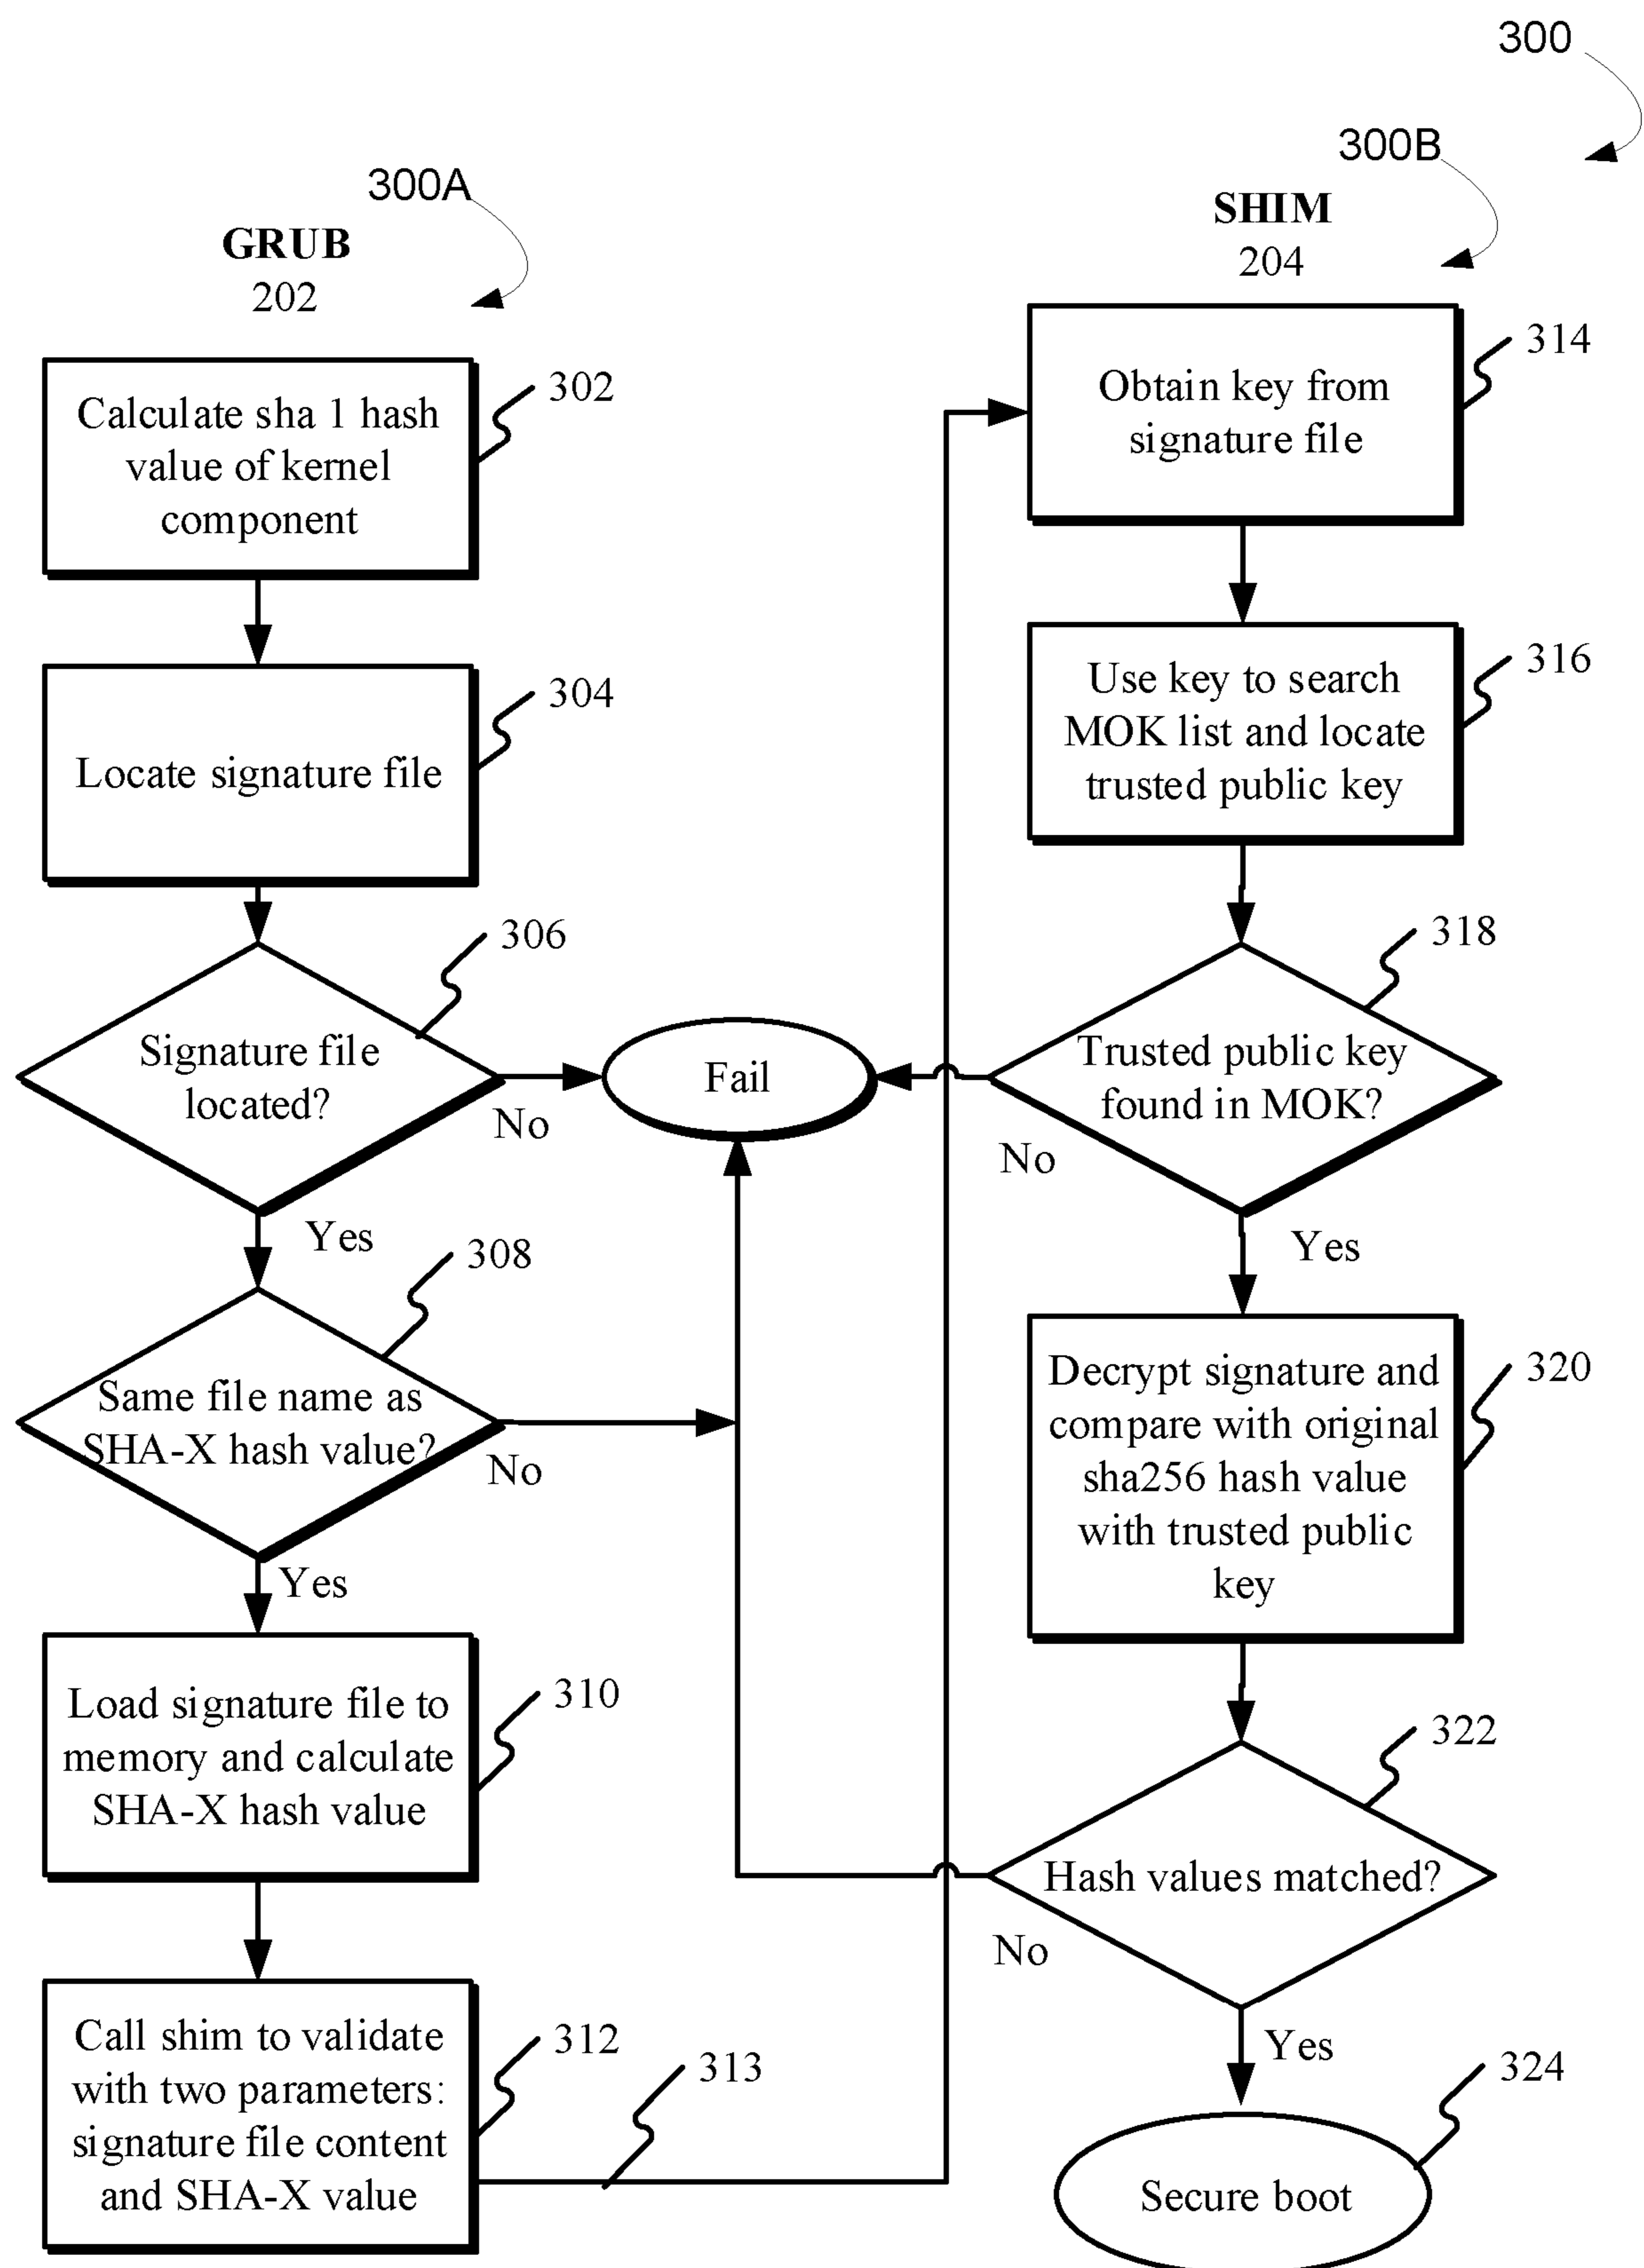 300
300A
GRUB
202
Calculate sha 1 hash
value of kernel
component
302
Locate signature file
304
Signature file
located?
306
No
Yes
Same file name as
SHA-X hash value?
308
No
Yes
Load signature file to
memory and calculate
SHA-X hash value
310
Call shim to validate
with two parameters:
signature file content
and SHA-X value
312
313
Fail
300B
SHIM
204
Obtain key from
signature file
314
Use key to search
MOK list and locate
trusted public key
316
Trusted public key
found in MOK?
318
No
Yes
Decrypt signature and
compare with original
sha256 hash value
with trusted public
key
320
Hash values matched?
322
No
Yes
Secure boot
324